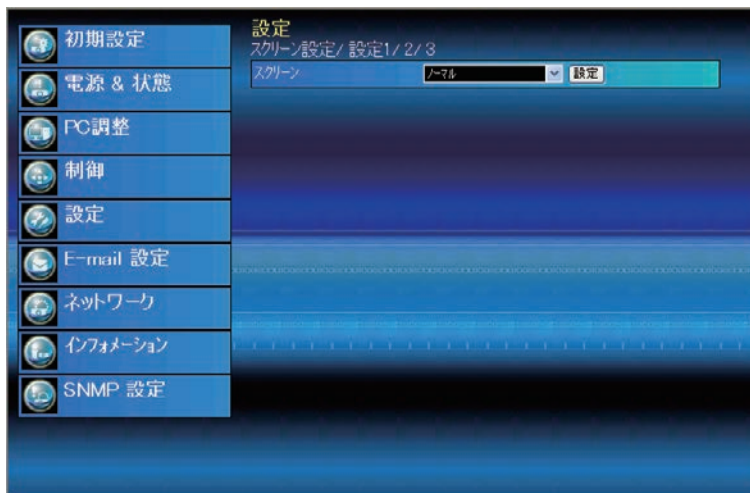 初期設定
電源 & 状態
PC調整
制御
設定
E-mail 設定
ネットワーク
インフォメーション
SNMP 設定
設定
スクリーン設定/ 設定1/ 2/ 3
スクリーン ノーマル 設定